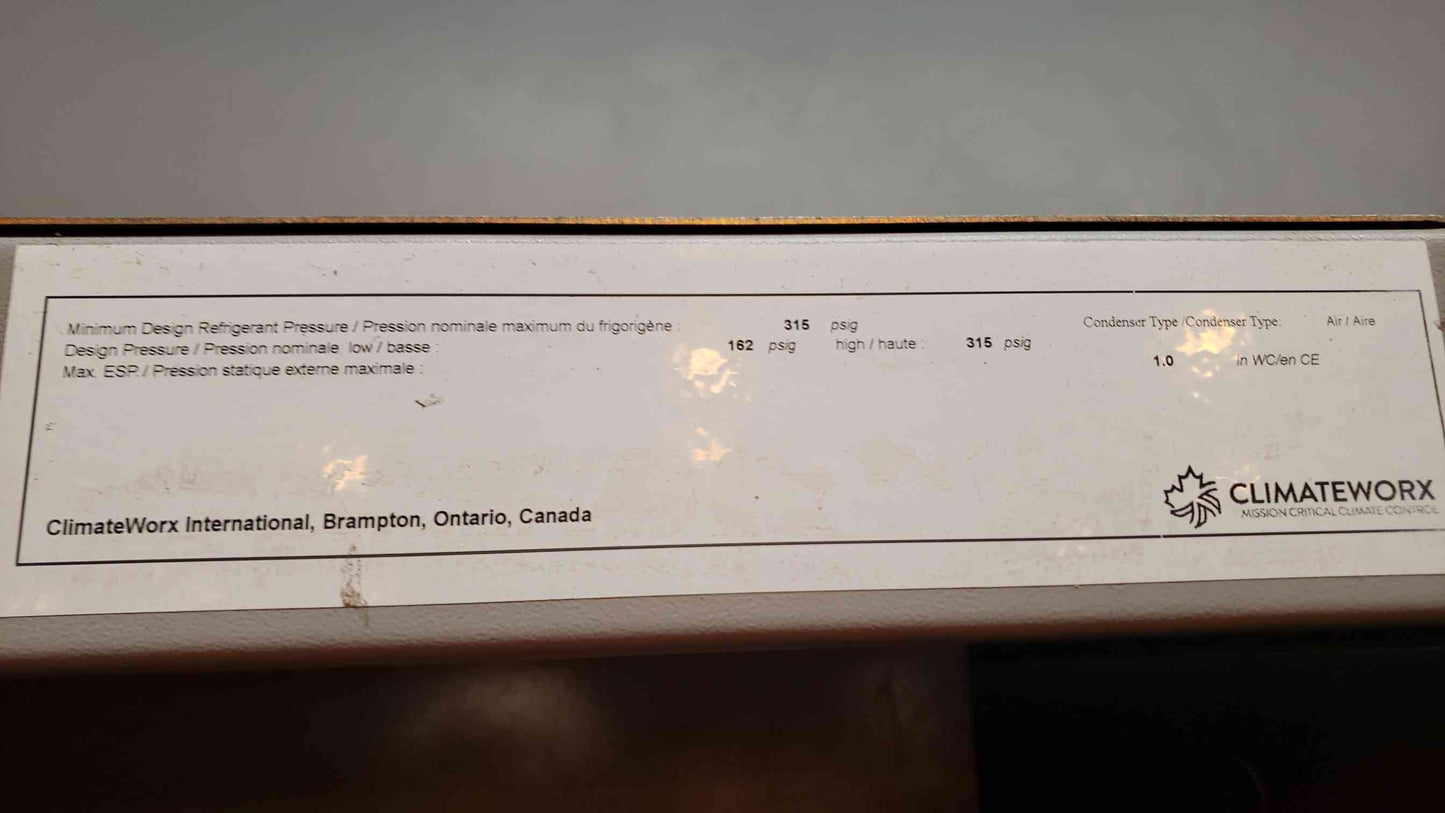 Minimum Design Refrigerant Pressure / Pression nominale maximum du frigorigène : 315 psig Condenser Type /Condenser Type: Air / Aire
Design Pressure / Pression nominale low / basse : 162 psig high / haute : 315 psig
Max. ESP. / Pression statique externe maximale : 1.0 in WC/en CE
ClimateWorx International, Brampton, Ontario, Canada
CLIMATEWORX
MISSION CRITICAL CLIMATE CONTROL